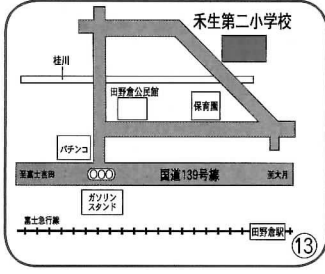 禾生第二小学校
桂川
田野倉公民館
保育園
パチンコ
至富士吉田
国道139号線
至大月
ガソリン
スタンド
富士急行線
田野倉駅
⑬